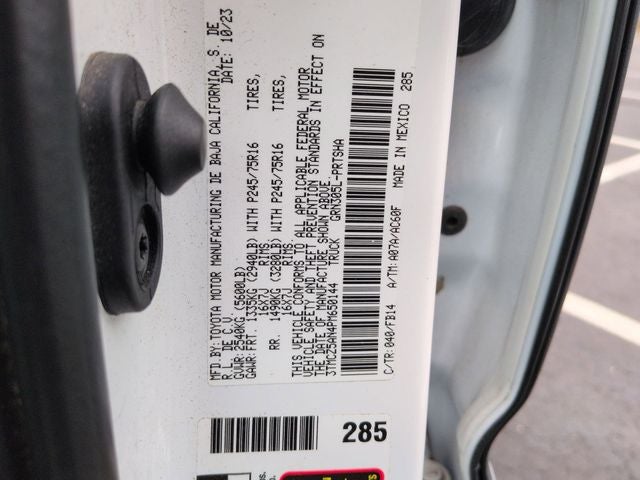 MFD.BY:TOYOTA MOTOR MANUFACTURING DE BAJA CALIFORNIA, S. DE
R.L. DE C.V. DATE: 10/23
GVWR:2540KG(5600LB)
GAWR:FRT. 1335KG(2940LB)WITH P245/75R16 TIRES,
16X7J RIMS,
RR. 1490KG(3280LB)WITH P245/75R16 TIRES,
16X7J RIMS,
THIS VEHICLE CONFORMS TO ALL APPLICABLE FEDERAL MOTOR
VEHICLE SAFETY AND THEFT PREVENTION STANDARDS IN EFFECT ON
THE DATE OF MANUFACTURE SHOWN ABOVE.
3TMCZ5AN4PM650144 TRUCK GRN305L-PRTSHA
C/TR:040/FB14 A/TM:A07A/AC60F MADE IN MEXICO 285
285